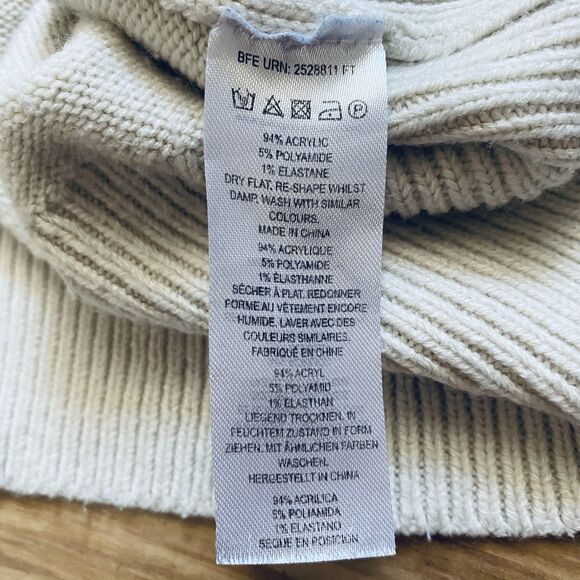 BFE URN: 2528811 FT
P
94% ACRYLIC
5% POLYAMIDE
1% ELASTANE
DRY FLAT, RE-SHAPE WHILST
DAMP, WASH WITH SIMILAR
COLOURS.
MADE IN CHINA
94% ACRYLIQUE
5% POLYAMIDE
1% ÉLASTHANNE
SÉCHER À PLAT, REDONNER
FORME AU VÊTEMENT ENCORE
HUMIDE, LAVER AVEC DES
COULEURS SIMILAIRES.
FABRIQUÉ EN CHINE
94% ACRYL
5% POLYAMID
1% ELASTHAN
LIEGEND TROCKNEN. IN
FEUCHTEM ZUSTAND IN FORM
ZIEHEN. MIT ÄHNLICHEN FARBEN
WASCHEN.
HERGESTELLT IN CHINA
94% ACRILICA
5% POLIAMIDA
1% ELASTANO
SEQUE EN POSICIÓN